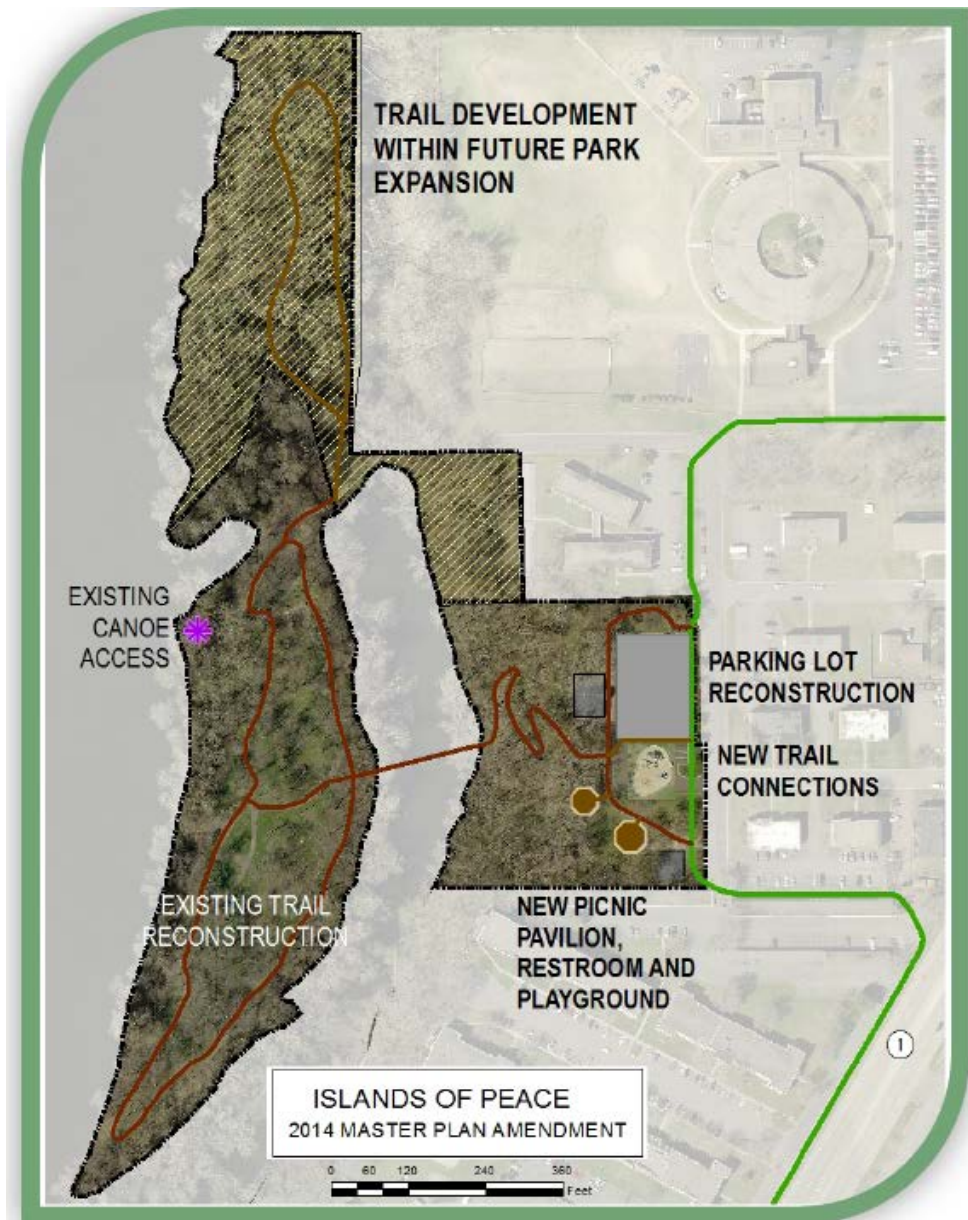 TRAIL DEVELOPMENT
WITHIN FUTURE PARK
EXPANSION
EXISTING
CANOE
ACCESS
PARKING LOT
RECONSTRUCTION
NEW TRAIL
CONNECTIONS
EXISTING TRAIL
RECONSTRUCTION
NEW PICNIC
PAVILION,
RESTROOM AND
PLAYGROUND
1
ISLANDS OF PEACE
2014 MASTER PLAN AMENDMENT
0 60 120 240 360
Feet